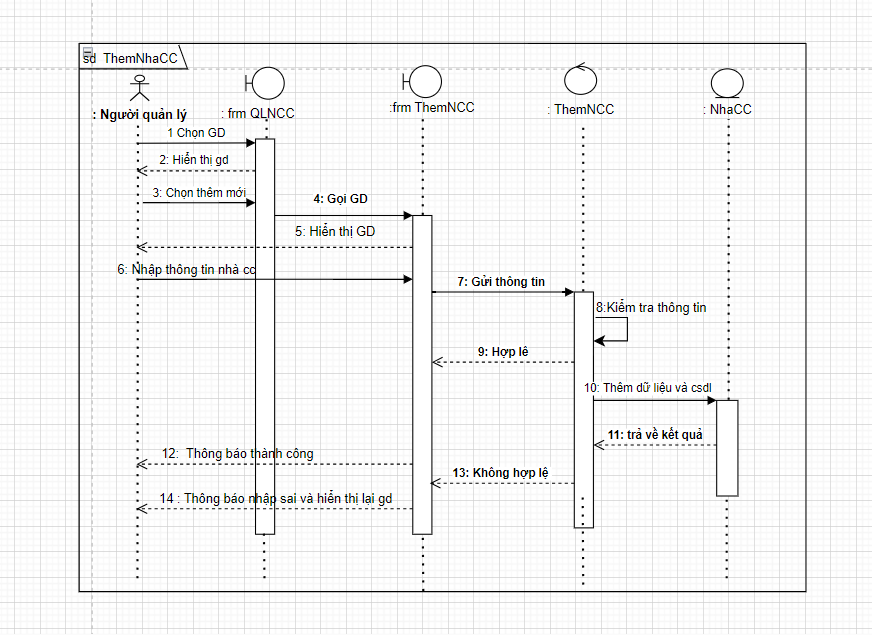 sd ThemNhaCC
: Người quản lý
: frm QLNCC
:frm ThemNCC
: ThemNCC
: NhaCC
1 Chọn GD
2: Hiển thị gd
3: Chọn thêm mới
4: Gọi GD
5: Hiển thị GD
6: Nhập thông tin nhà cc
7: Gửi thông tin
8:Kiểm tra thông tin
9: Hợp lê
10: Thêm dữ liệu và csdl
11: trả về kết quả
12: Thông báo thành công
13: Không hợp lệ
14 : Thông báo nhập sai và hiển thị lại gd